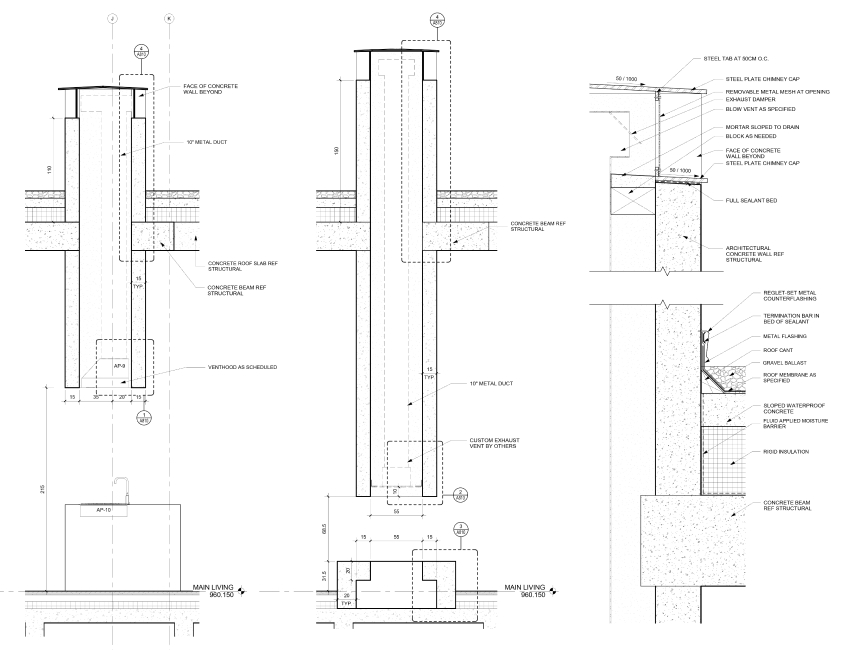 J
K
4
A810
FACE OF CONCRETE
WALL BEYOND
10" METAL DUCT
110
CONCRETE ROOF SLAB REF
STRUCTURAL
15
TYP
CONCRETE BEAM REF
STRUCTURAL
AP-9
VENTHOOD AS SCHEDULED
15
35
20
15
1
A810
215
AP-10
MAIN LIVING
960.150
4
A810
150
CONCRETE BEAM REF
STRUCTURAL
15
TYP
10" METAL DUCT
CUSTOM EXHAUST
VENT BY OTHERS
10
2
A810
55
68.5
3
A810
15
55
15
20
31.5
20
TYP
MAIN LIVING
960.150
STEEL TAB AT 50CM O.C.
50 / 1000
STEEL PLATE CHIMNEY CAP
REMOVABLE METAL MESH AT OPENING
EXHAUST DAMPER
BLOW VENT AS SPECIFIED
MORTAR SLOPED TO DRAIN
BLOCK AS NEEDED
FACE OF CONCRETE
WALL BEYOND
50 / 1000
STEEL PLATE CHIMNEY CAP
FULL SEALANT BED
ARCHITECTURAL
CONCRETE WALL REF
STRUCTURAL
REGLET-SET METAL
COUNTERFLASHING
TERMINATION BAR IN
BED OF SEALANT
METAL FLASHING
ROOF CANT
GRAVEL BALLAST
ROOF MEMBRANE AS
SPECIFIED
SLOPED WATERPROOF
CONCRETE
FLUID APPLIED MOISTURE
BARRIER
RIGID INSULATION
CONCRETE BEAM
REF STRUCTURAL